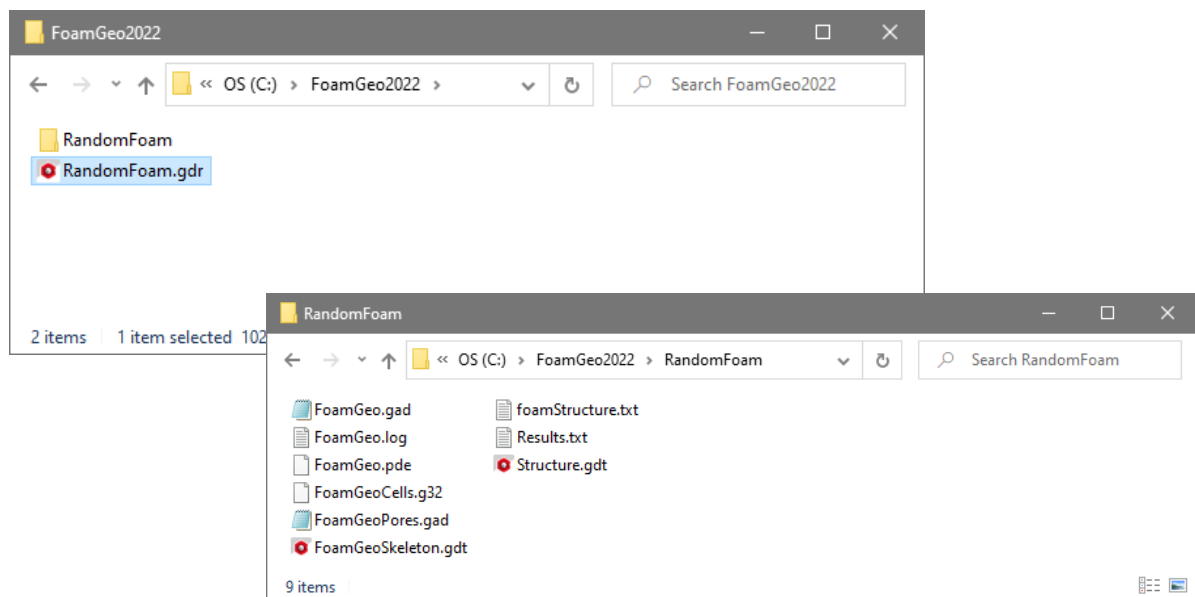 FoamGeo2022
« OS (C:) › FoamGeo2022 ›
Search FoamGeo2022
RandomFoam
RandomFoam.gdr
2 items 1 item selected 102
RandomFoam
« OS (C:) › FoamGeo2022 › RandomFoam
Search RandomFoam
FoamGeo.gad
FoamGeo.log
FoamGeo.pde
FoamGeoCells.g32
FoamGeoPores.gad
FoamGeoSkeleton.gdt
foamStructure.txt
Results.txt
Structure.gdt
9 items